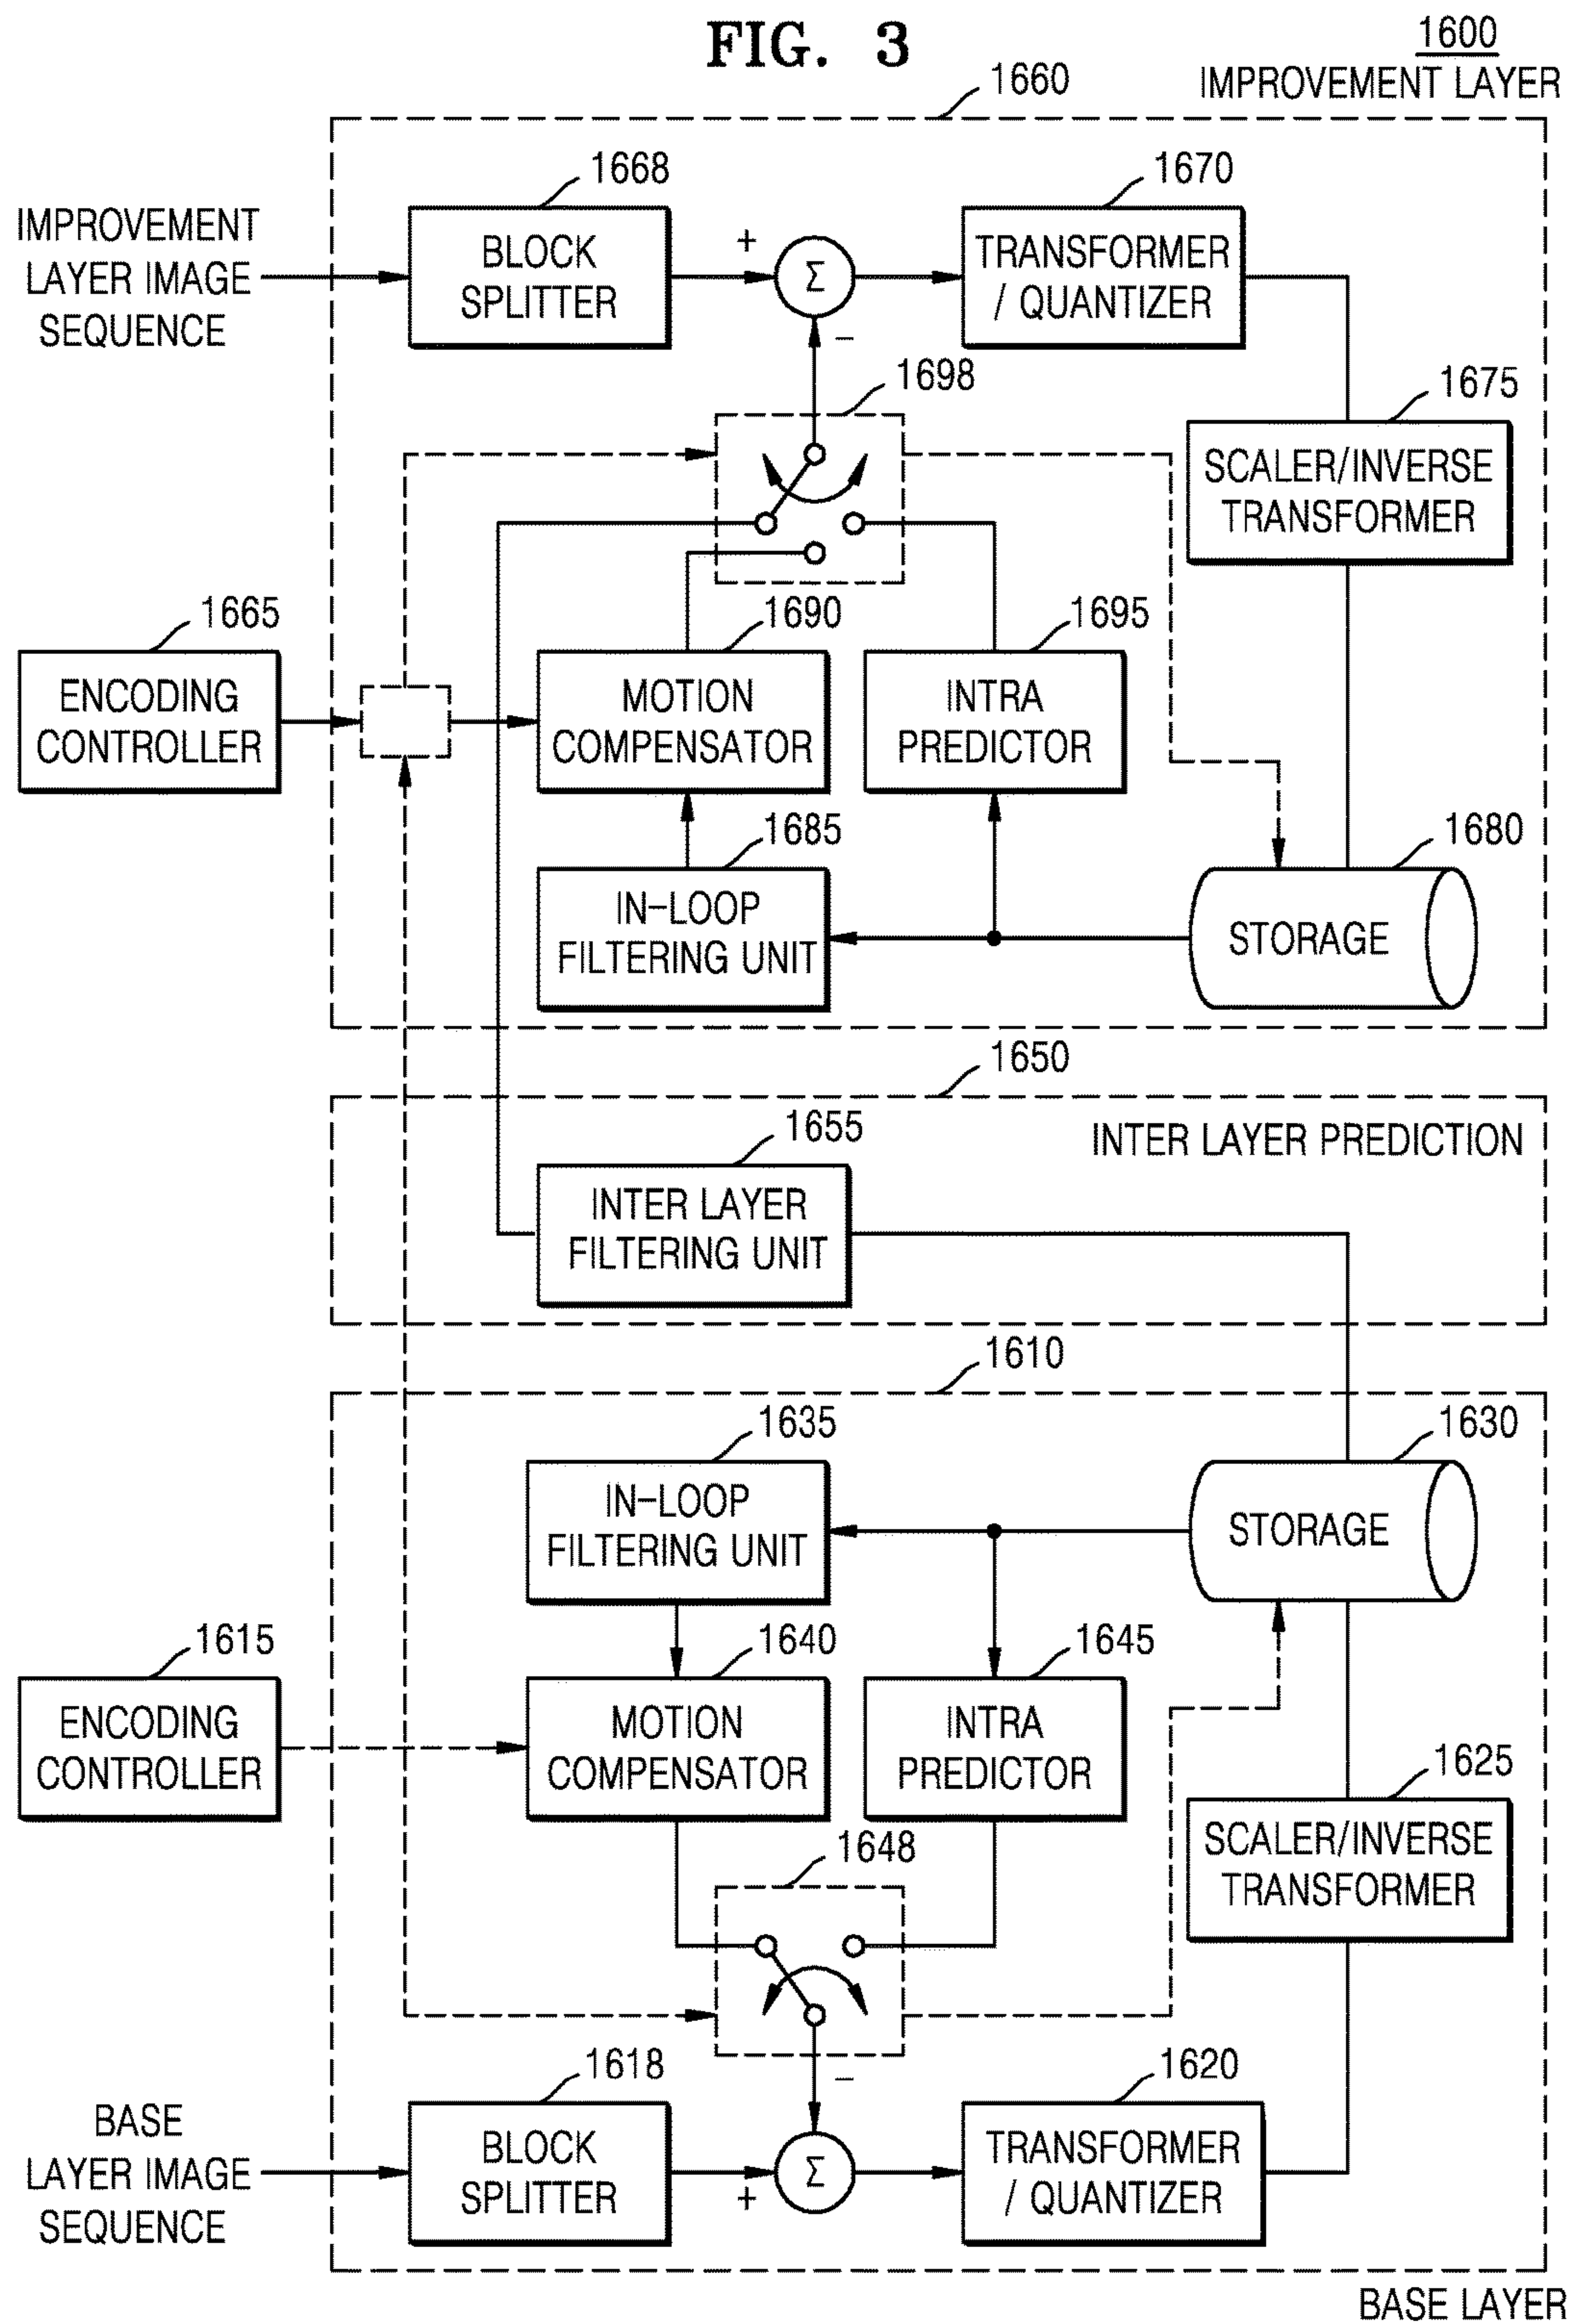 FIG. 3
1600
IMPROVEMENT LAYER
1660
1668
1670
IMPROVEMENT
LAYER IMAGE
SEQUENCE
BLOCK
SPLITTER
+
Σ
−
TRANSFORMER
/ QUANTIZER
1698
1675
SCALER/INVERSE
TRANSFORMER
1665
1690
1695
ENCODING
CONTROLLER
MOTION
COMPENSATOR
INTRA
PREDICTOR
1685
1680
IN-LOOP
FILTERING UNIT
STORAGE
1650
1655
INTER LAYER PREDICTION
INTER LAYER
FILTERING UNIT
1610
1635
1630
IN-LOOP
FILTERING UNIT
STORAGE
1615
1640
1645
ENCODING
CONTROLLER
MOTION
COMPENSATOR
INTRA
PREDICTOR
1625
SCALER/INVERSE
TRANSFORMER
1648
1618
1620
BASE
LAYER IMAGE
SEQUENCE
BLOCK
SPLITTER
−
+
Σ
TRANSFORMER
/ QUANTIZER
BASE LAYER